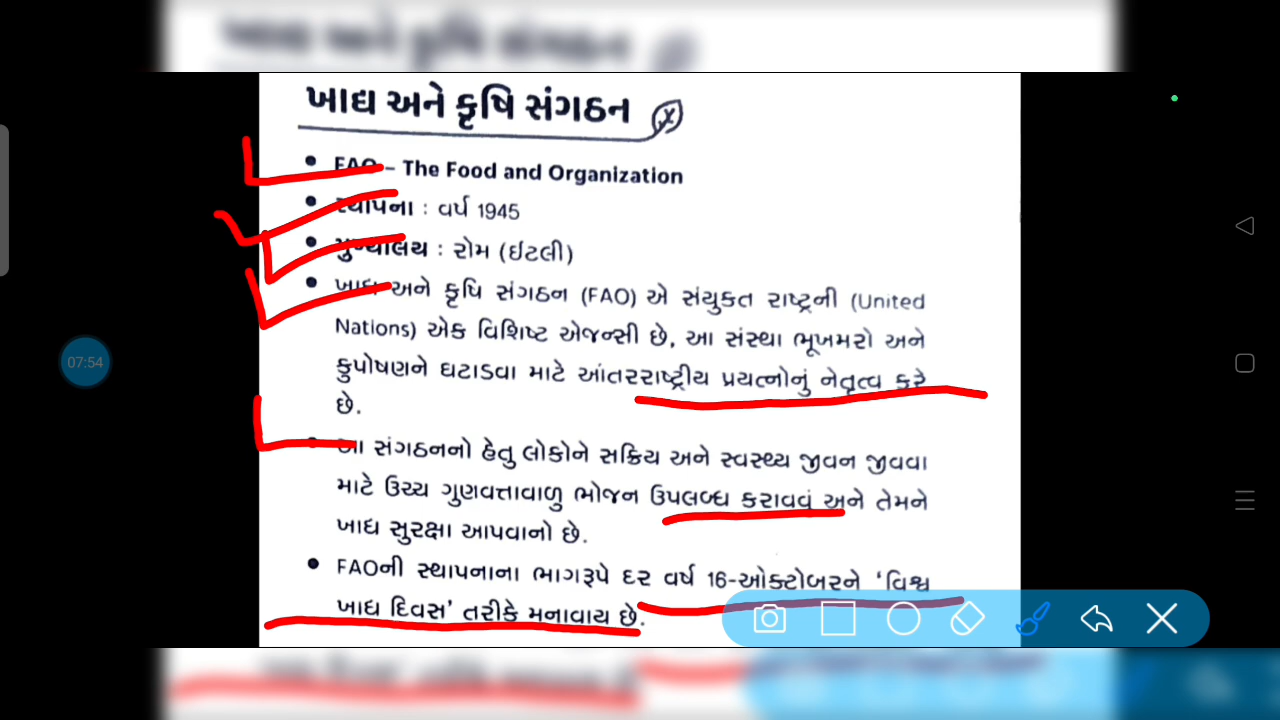 ખાદ્ય અને કૃષિ સંગઠન
FAO – The Food and Organization
સ્થાપના : વર્ષ 1945
મુખ્યાલય : રોમ (ઈટલી)
ખાદ્ય અને કૃષિ સંગઠન (FAO) એ સંયુક્ત રાષ્ટ્રની (United
Nations) એક વિશિષ્ટ એજન્સી છે, આ સંસ્થા ભૂખમરો અને
કુપોષણને ઘટાડવા માટે આંતરરાષ્ટ્રીય પ્રયત્નોનું નેતૃત્વ કરે
છે.
આ સંગઠનનો હેતુ લોકોને સક્રિય અને સ્વસ્થ્ય જીવન જીવવા
માટે ઉચ્ચ ગુણવત્તાવાળુ ભોજન ઉપલબ્ધ કરાવવું અને તેમને
ખાદ્ય સુરક્ષા આપવાનો છે.
FAOની સ્થાપનાના ભાગરૂપે દર વર્ષ 16-ઓક્ટોબરને ‘વિશ્વ
ખાદ્ય દિવસ’ તરીકે મનાવાય છે.
07:54